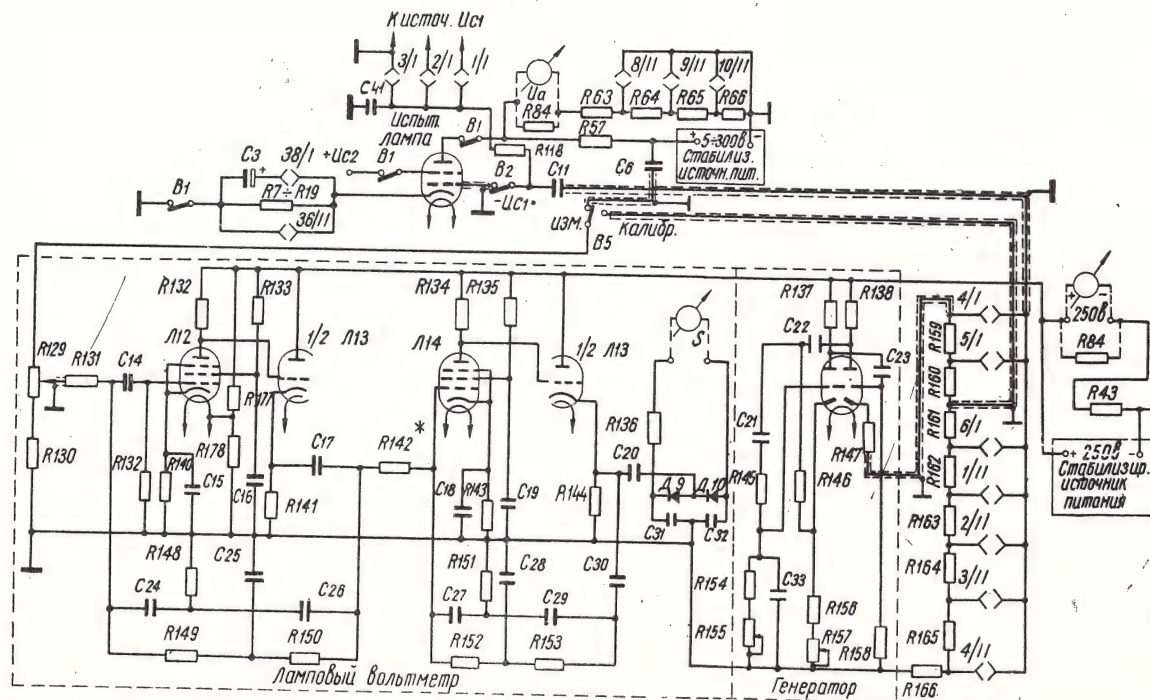 К источ. Uc1
3/I 2/I 1/I
C41
Испыт. лампа
Uа
R84
R63 R64 R65 R66
8/II 9/II 10/II
B1
R57
R118
+ 5÷300в -
Стабилиз. источн. пит.
C6
C3 + 38/I +Uc2
B1
B1
R7÷R19
36/II
B2
C11
-Uc1
изм.
B5
Калибр.
R132 R133
Л12
1/2 Л13
R134 R135
Л14
1/2 Л13
S
R137 R138
C22
C23
4/I
R159
5/I
R160
+ 250в -
R84
R43
R129
R131
C14
R177
R178
R130
R132
R140
C15
C16
C17
R141
R142
*
C18
R143
C19
R144
C20
R136
Д9 Д10
C31 C32
C21
R145
R146
R147
R161
6/I
R162
1/II
R163
2/II
R164
3/II
R165
4/II
R166
+ 250в -
Стабилизир. источник питания
R148
C25
C24
C26
R149
R150
R151
C28
C30
C27
C29
R152
R153
R154
R155
C33
R156
R157
R158
Ламповый вольтметр
Генератор